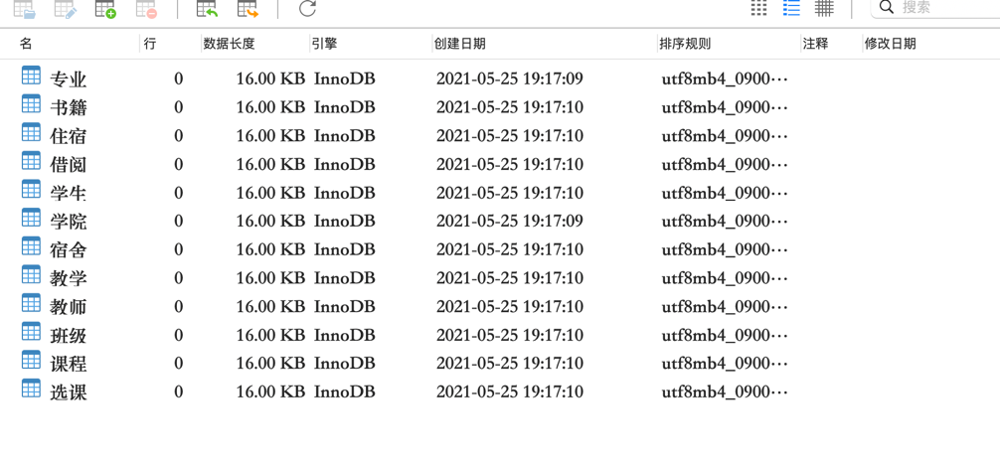 搜索
名 行 数据长度 引擎 创建日期 排序规则 注释 修改日期
专业 0 16.00 KB InnoDB 2021-05-25 19:17:09 utf8mb4_0900···
书籍 0 16.00 KB InnoDB 2021-05-25 19:17:10 utf8mb4_0900···
住宿 0 16.00 KB InnoDB 2021-05-25 19:17:10 utf8mb4_0900···
借阅 0 16.00 KB InnoDB 2021-05-25 19:17:10 utf8mb4_0900···
学生 0 16.00 KB InnoDB 2021-05-25 19:17:10 utf8mb4_0900···
学院 0 16.00 KB InnoDB 2021-05-25 19:17:09 utf8mb4_0900···
宿舍 0 16.00 KB InnoDB 2021-05-25 19:17:10 utf8mb4_0900···
教学 0 16.00 KB InnoDB 2021-05-25 19:17:10 utf8mb4_0900···
教师 0 16.00 KB InnoDB 2021-05-25 19:17:10 utf8mb4_0900···
班级 0 16.00 KB InnoDB 2021-05-25 19:17:10 utf8mb4_0900···
课程 0 16.00 KB InnoDB 2021-05-25 19:17:10 utf8mb4_0900···
选课 0 16.00 KB InnoDB 2021-05-25 19:17:10 utf8mb4_0900···